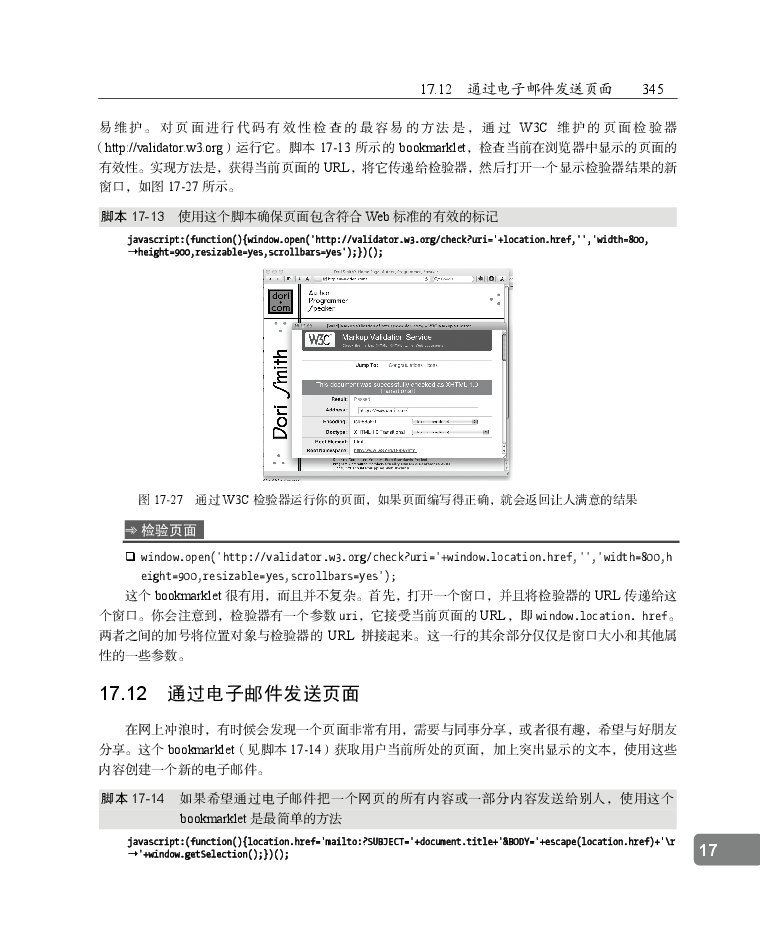 17.12 通过电子邮件发送页面 345
易维护。对页面进行代码有效性检查的最容易的方法是，通过 W3C 维护的页面检验器
（http://validator.w3.org）运行它。脚本 17-13 所示的 bookmarklet，检查当前在浏览器中显示的页面的
有效性。实现方法是，获得当前页面的 URL，将它传递给检验器，然后打开一个显示检验器结果的新
窗口，如图 17-27 所示。
脚本 17-13 使用这个脚本确保页面包含符合 Web 标准的有效的标记
javascript:(function(){window.open('http://validator.w3.org/check?uri='+location.href,'','width=800,
→height=900,resizable=yes,scrollbars=yes');})();
dori
com
Author
Programmer
Speaker
Dori Smith
W3C Markup Validation Service
Jump To:
This document was successfully checked as XHTML 1.0
Transitional!
Result: Passed
Address:
Encoding:
Doctype: XHTML 1.0 Transitional
Root Element: html
Root Namespace:
图 17-27 通过 W3C 检验器运行你的页面，如果页面编写得正确，就会返回让人满意的结果
检验页面
❑ window.open('http://validator.w3.org/check?uri='+window.location.href,'','width=800,h
eight=900,resizable=yes,scrollbars=yes');
这个 bookmarklet 很有用，而且并不复杂。首先，打开一个窗口，并且将检验器的 URL 传递给这
个窗口。你会注意到，检验器有一个参数 uri，它接受当前页面的 URL，即 window.location. href。
两者之间的加号将位置对象与检验器的 URL 拼接起来。这一行的其余部分仅仅是窗口大小和其他属
性的一些参数。
17.12 通过电子邮件发送页面
在网上冲浪时，有时候会发现一个页面非常有用，需要与同事分享，或者很有趣，希望与好朋友
分享。这个 bookmarklet（见脚本 17-14）获取用户当前所处的页面，加上突出显示的文本，使用这些
内容创建一个新的电子邮件。
脚本 17-14 如果希望通过电子邮件把一个网页的所有内容或一部分内容发送给别人，使用这个
bookmarklet 是最简单的方法
javascript:(function(){location.href='mailto:?SUBJECT='+document.title+'&BODY='+escape(location.href)+'\r
→'+window.getSelection();})();
17